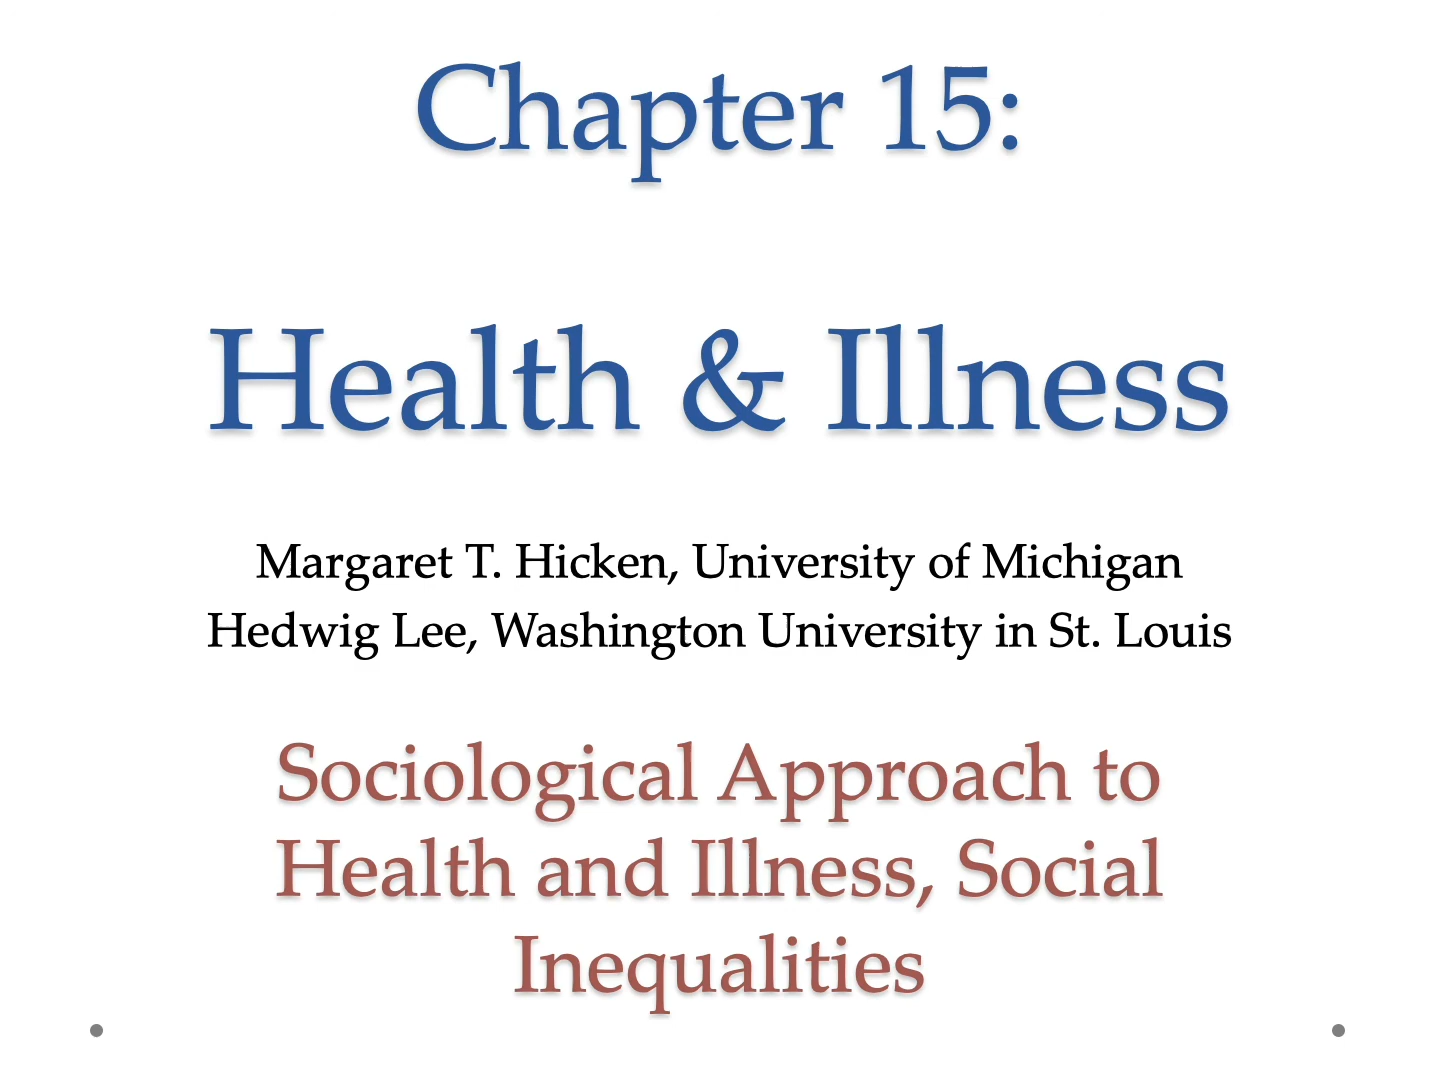 Chapter 15:
Health & Illness
Margaret T. Hicken, University of Michigan
Hedwig Lee, Washington University in St. Louis
Sociological Approach to
Health and Illness, Social
Inequalities